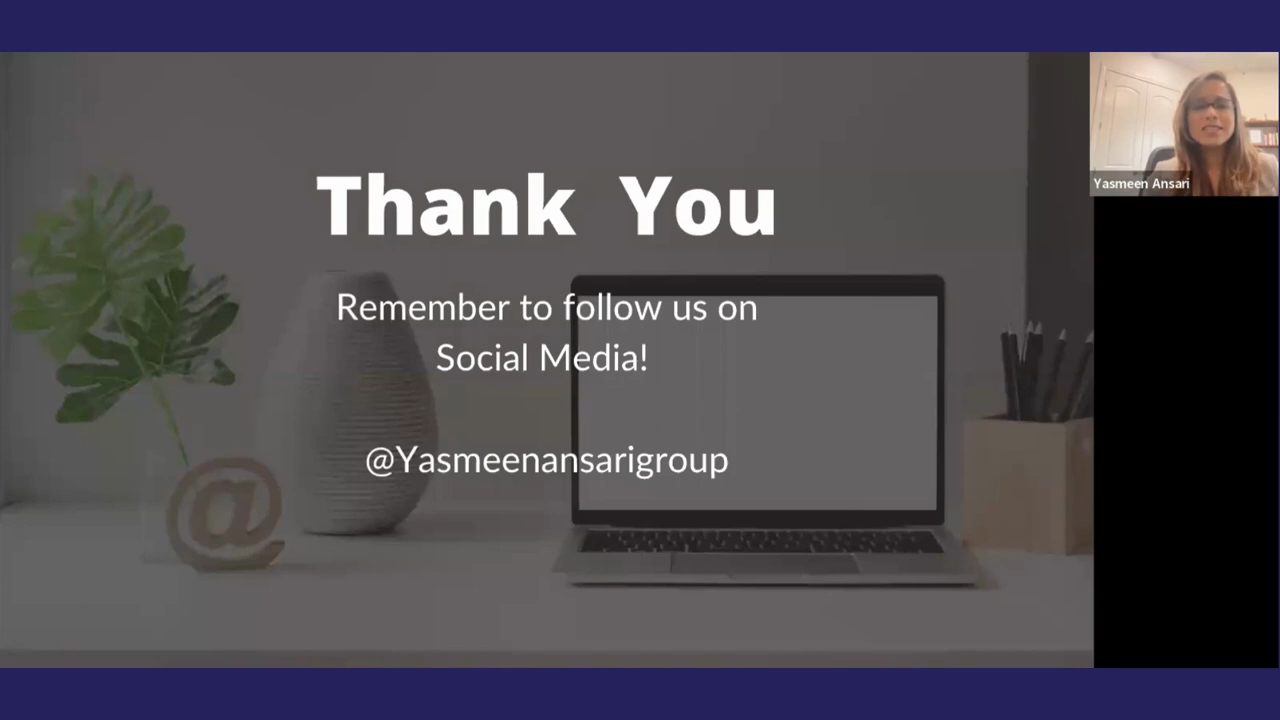 Thank You
Remember to follow us on
Social Media!
@Yasmeenansarigroup
Yasmeen Ansari